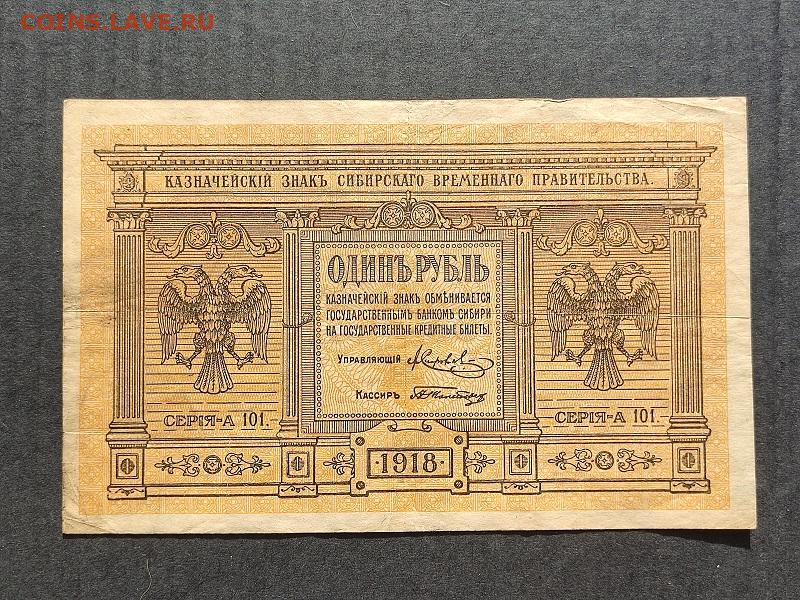 COINS.LAVE.RU
КАЗНАЧЕЙСКІЙ ЗНАКЪ СИБИРСКАГО ВРЕМЕННАГО ПРАВИТЕЛЬСТВА.
ОДИНЪ РУБЛЬ
КАЗНАЧЕЙСКІЙ ЗНАКЪ ОБМѢНИВАЕТСЯ
ГОСУДАРСТВЕННЫМЪ БАНКОМЪ СИБИРИ
НА ГОСУДАРСТВЕННЫЕ КРЕДИТНЫЕ БИЛЕТЫ.
УПРАВЛЯЮЩІЙ
КАССИРЪ
СЕРІЯ-А 101.
СЕРІЯ-А 101.
·1918·